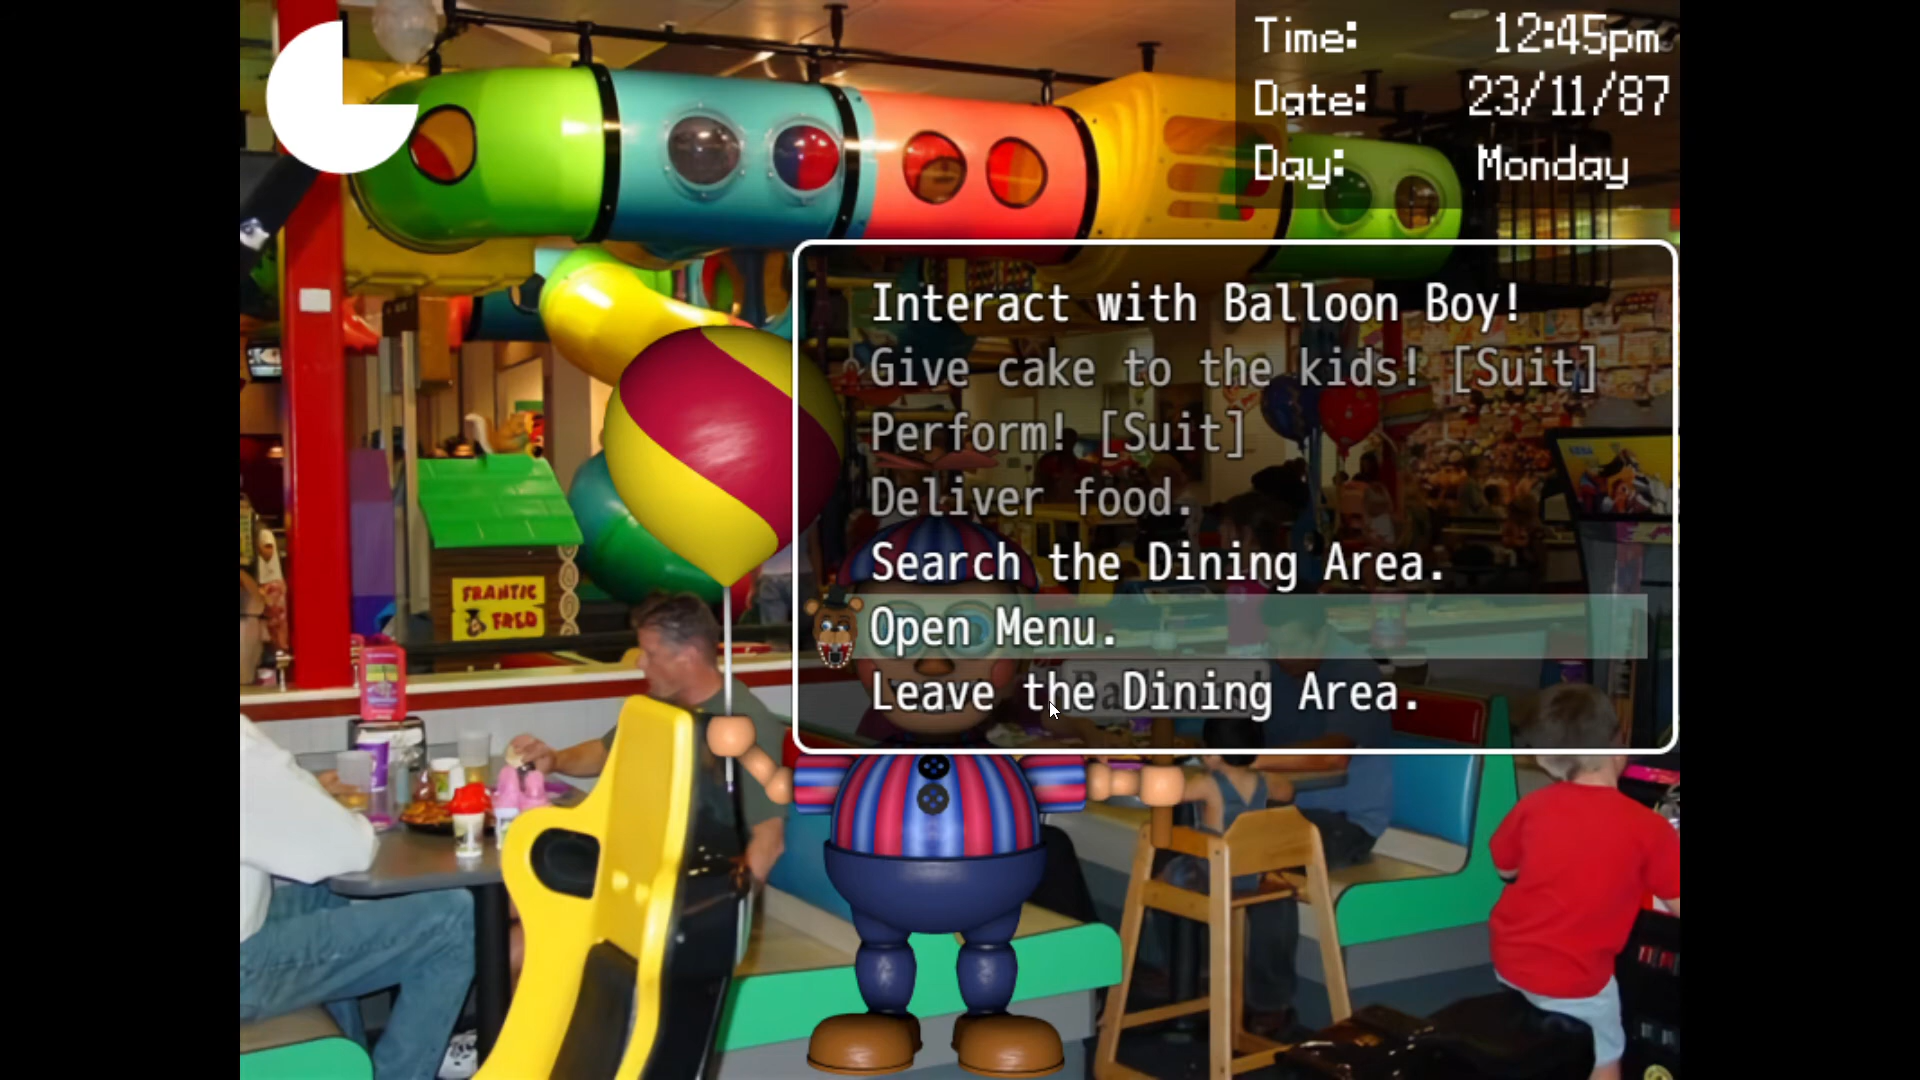 Time: 12:45pm
Date: 23/11/87
Day: Monday
Interact with Balloon Boy!
Give cake to the kids! [Suit]
Perform! [Suit]
Deliver food.
Search the Dining Area.
Open Menu.
Leave the Dining Area.
FRANTIC
FRED